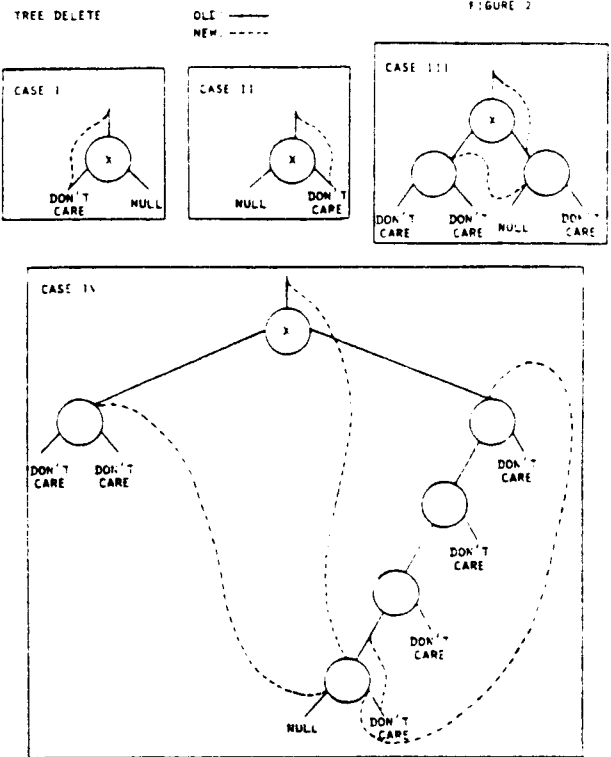 TREE DELETE
OLD:
NEW:
FIGURE 2
CASE I
X
DON'T
CARE
NULL
CASE II
X
NULL
DON'T
CARE
CASE III
X
DON'T
CARE
DON'T
CARE
NULL
DON'T
CARE
CASE IV
X
DON'T
CARE
DON'T
CARE
DON'T
CARE
DON'T
CARE
DON'T
CARE
NULL
DON'T
CARE